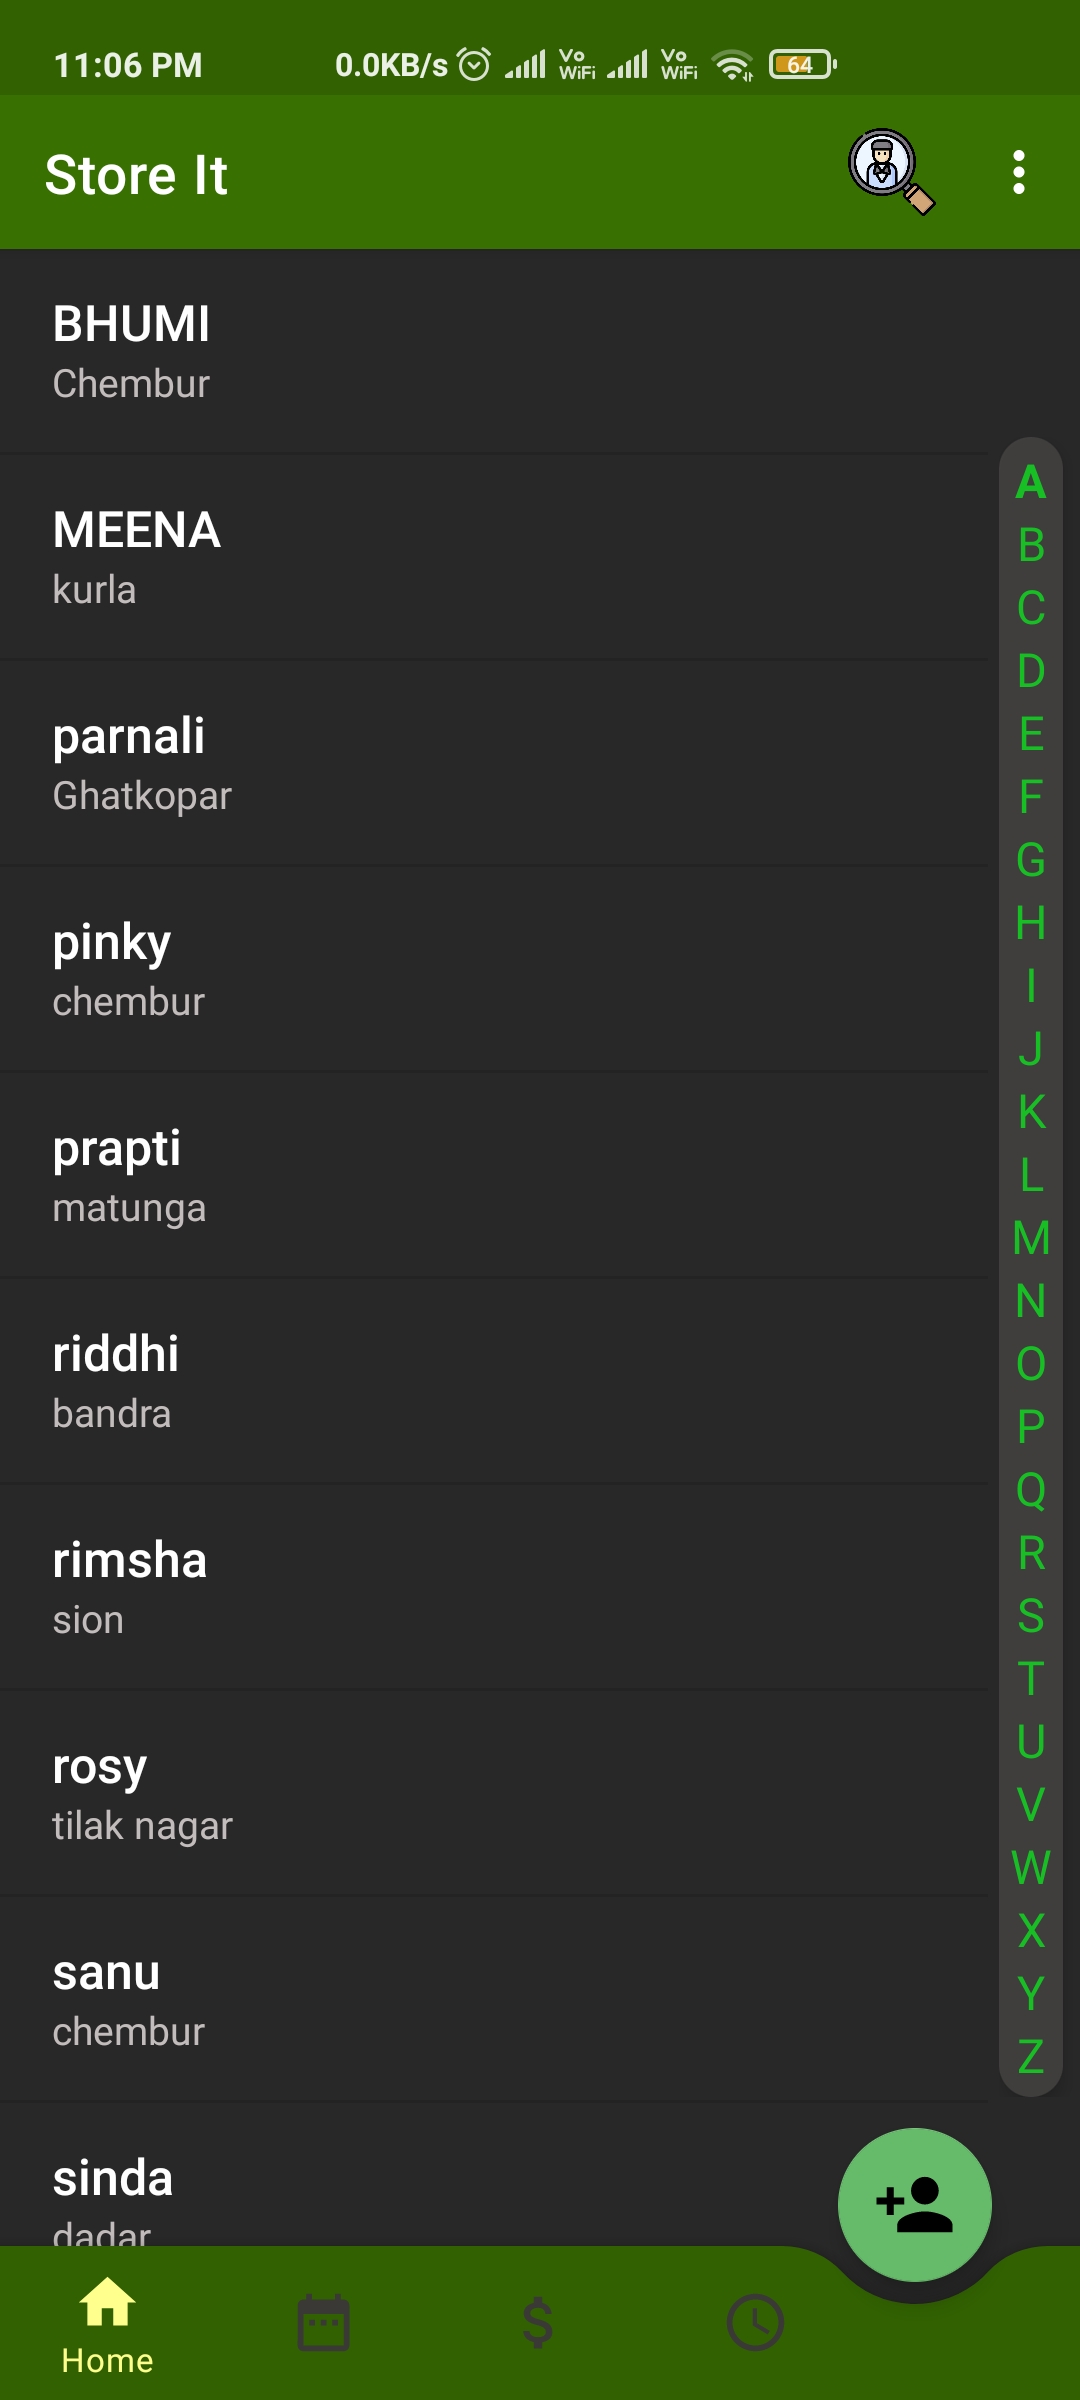 11:06 PM 0.0KB/s Vo WiFi Vo WiFi 64
Store It
BHUMI
Chembur
MEENA
kurla
parnali
Ghatkopar
pinky
chembur
prapti
matunga
riddhi
bandra
rimsha
sion
rosy
tilak nagar
sanu
chembur
sinda
dadar
A
B
C
D
E
F
G
H
I
J
K
L
M
N
O
P
Q
R
S
T
U
V
W
X
Y
Z
Home